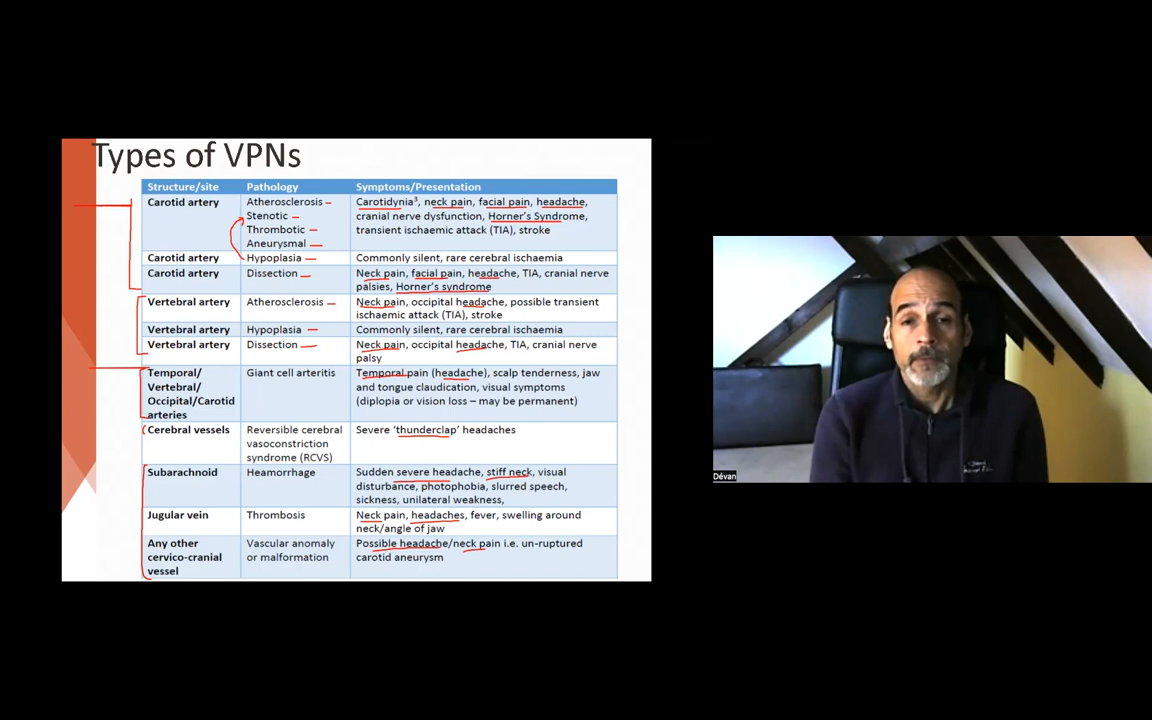 Types of VPNs
Structure/site Pathology Symptoms/Presentation
Carotid artery Atherosclerosis Carotidynia³, neck pain, facial pain, headache,
Stenotic cranial nerve dysfunction, Horner's Syndrome,
Thrombotic transient ischaemic attack (TIA), stroke
Aneurysmal
Carotid artery Hypoplasia Commonly silent, rare cerebral ischaemia
Carotid artery Dissection Neck pain, facial pain, headache, TIA, cranial nerve
palsies, Horner's syndrome
Vertebral artery Atherosclerosis Neck pain, occipital headache, possible transient
ischaemic attack (TIA), stroke
Vertebral artery Hypoplasia Commonly silent, rare cerebral ischaemia
Vertebral artery Dissection Neck pain, occipital headache, TIA, cranial nerve
palsy
Temporal/ Giant cell arteritis Temporal pain (headache), scalp tenderness, jaw
Vertebral/ and tongue claudication, visual symptoms
Occipital/Carotid (diplopia or vision loss – may be permanent)
arteries
Cerebral vessels Reversible cerebral Severe 'thunderclap' headaches
vasoconstriction
syndrome (RCVS)
Subarachnoid Heamorrhage Sudden severe headache, stiff neck, visual
disturbance, photophobia, slurred speech,
sickness, unilateral weakness,
Jugular vein Thrombosis Neck pain, headaches, fever, swelling around
neck/angle of jaw
Any other Vascular anomaly Possible headache/neck pain i.e. un-ruptured
cervico-cranial or malformation carotid aneurysm
vessel
Dévan